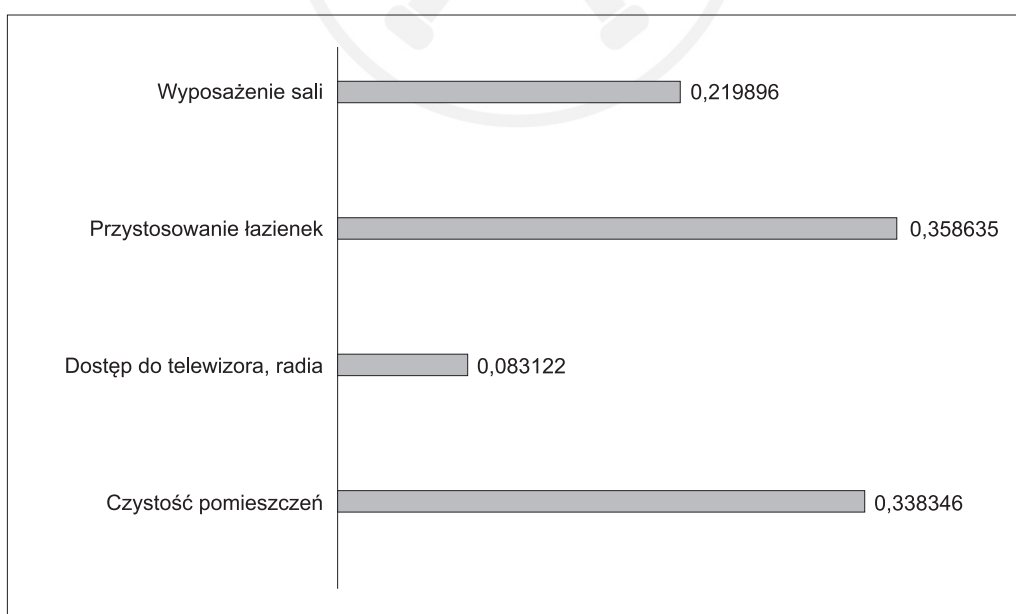 Wyposażenie sali 0,219896
Przystosowanie łazienek 0,358635
Dostęp do telewizora, radia 0,083122
Czystość pomieszczeń 0,338346